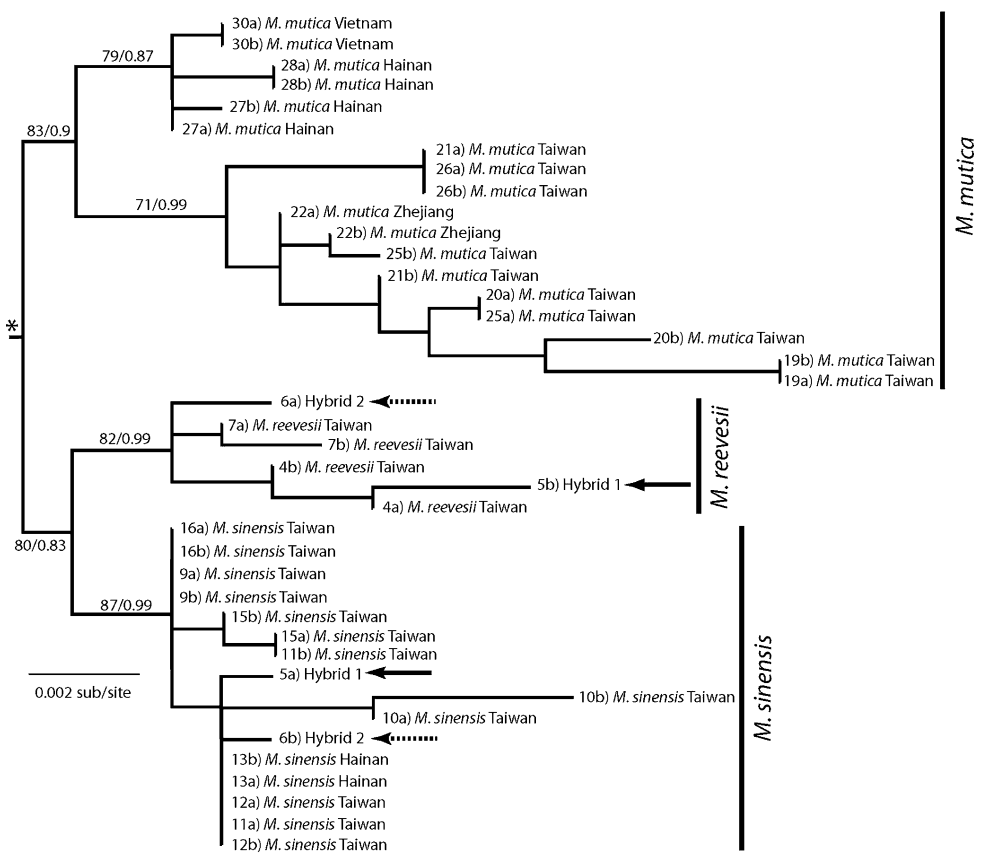 30a) M. mutica Vietnam
79/0.87
30b) M. mutica Vietnam
28a) M. mutica Hainan
28b) M. mutica Hainan
27b) M. mutica Hainan
83/0.9
27a) M. mutica Hainan
21a) M. mutica Taiwan
26a) M. mutica Taiwan
26b) M. mutica Taiwan
71/0.99
22a) M. mutica Zhejiang
22b) M. mutica Zhejiang
25b) M. mutica Taiwan
21b) M. mutica Taiwan
20a) M. mutica Taiwan
25a) M. mutica Taiwan
*
20b) M. mutica Taiwan
19b) M. mutica Taiwan
19a) M. mutica Taiwan
M. mutica
6a) Hybrid 2
7a) M. reevesii Taiwan
82/0.99
7b) M. reevesii Taiwan
4b) M. reevesii Taiwan
5b) Hybrid 1
4a) M. reevesii Taiwan
M. reevesii
16a) M. sinensis Taiwan
80/0.83
16b) M. sinensis Taiwan
9a) M. sinensis Taiwan
9b) M. sinensis Taiwan
87/0.99
15b) M. sinensis Taiwan
15a) M. sinensis Taiwan
11b) M. sinensis Taiwan
5a) Hybrid 1
0.002 sub/site
10b) M. sinensis Taiwan
10a) M. sinensis Taiwan
6b) Hybrid 2
13b) M. sinensis Hainan
13a) M. sinensis Hainan
12a) M. sinensis Taiwan
11a) M. sinensis Taiwan
12b) M. sinensis Taiwan
M. sinensis